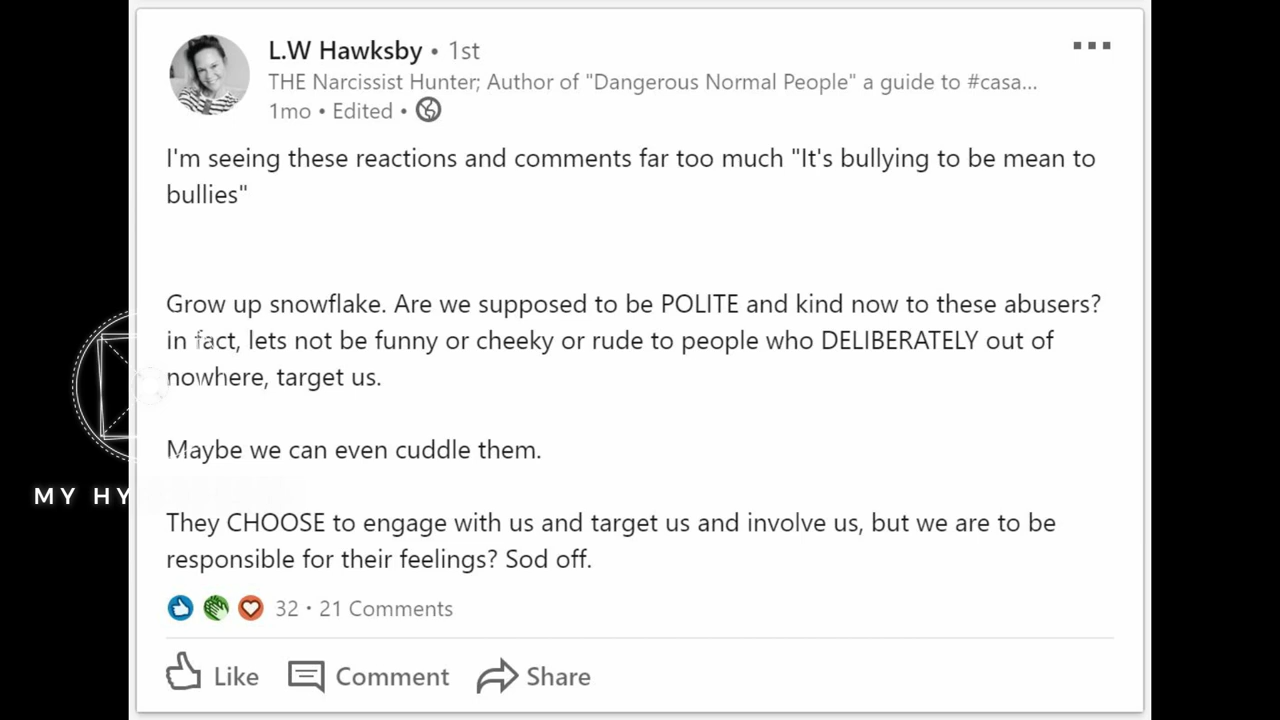 L.W Hawksby • 1st
THE Narcissist Hunter; Author of "Dangerous Normal People" a guide to #casa...
1mo • Edited •
I'm seeing these reactions and comments far too much "It's bullying to be mean to
bullies"
Grow up snowflake. Are we supposed to be POLITE and kind now to these abusers?
in fact, lets not be funny or cheeky or rude to people who DELIBERATELY out of
nowhere, target us.
Maybe we can even cuddle them.
MY HY
They CHOOSE to engage with us and target us and involve us, but we are to be
responsible for their feelings? Sod off.
32 • 21 Comments
Like Comment Share